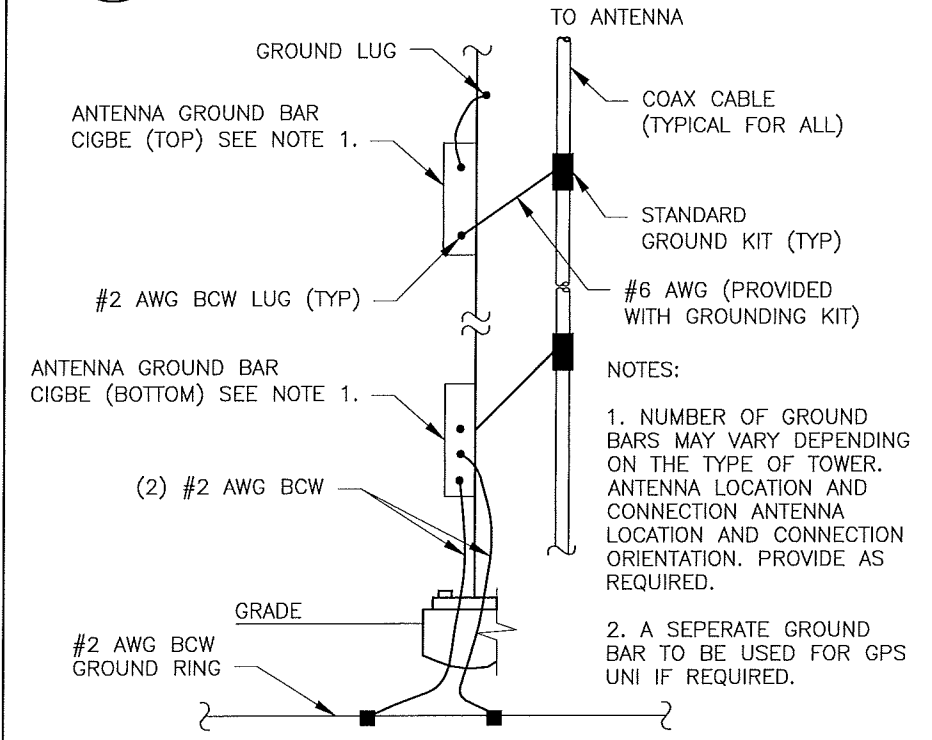 TO ANTENNA
GROUND LUG
COAX CABLE
(TYPICAL FOR ALL)
ANTENNA GROUND BAR
CIGBE (TOP) SEE NOTE 1.
STANDARD
GROUND KIT (TYP)
#2 AWG BCW LUG (TYP)
#6 AWG (PROVIDED
WITH GROUNDING KIT)
ANTENNA GROUND BAR
CIGBE (BOTTOM) SEE NOTE 1.
(2) #2 AWG BCW
GRADE
#2 AWG BCW
GROUND RING
NOTES:
1. NUMBER OF GROUND
BARS MAY VARY DEPENDING
ON THE TYPE OF TOWER.
ANTENNA LOCATION AND
CONNECTION ANTENNA
LOCATION AND CONNECTION
ORIENTATION. PROVIDE AS
REQUIRED.
2. A SEPERATE GROUND
BAR TO BE USED FOR GPS
UNI IF REQUIRED.